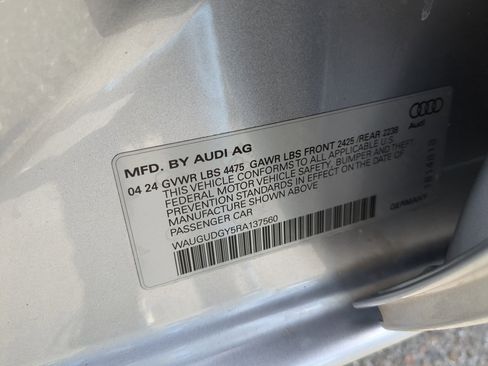 Audi
MFD. BY AUDI AG
04 24 GVWR LBS 4475 GAWR LBS FRONT 2425 /REAR 2238
THIS VEHICLE CONFORMS TO ALL APPLICABLE U.S.
FEDERAL MOTOR VEHICLE SAFETY, BUMPER AND THEFT
PREVENTION STANDARDS IN EFFECT ON THE DATE OF
MANUFACTURE SHOWN ABOVE
PASSENGER CAR
WAUGUDGY5RA137560
GERMANY